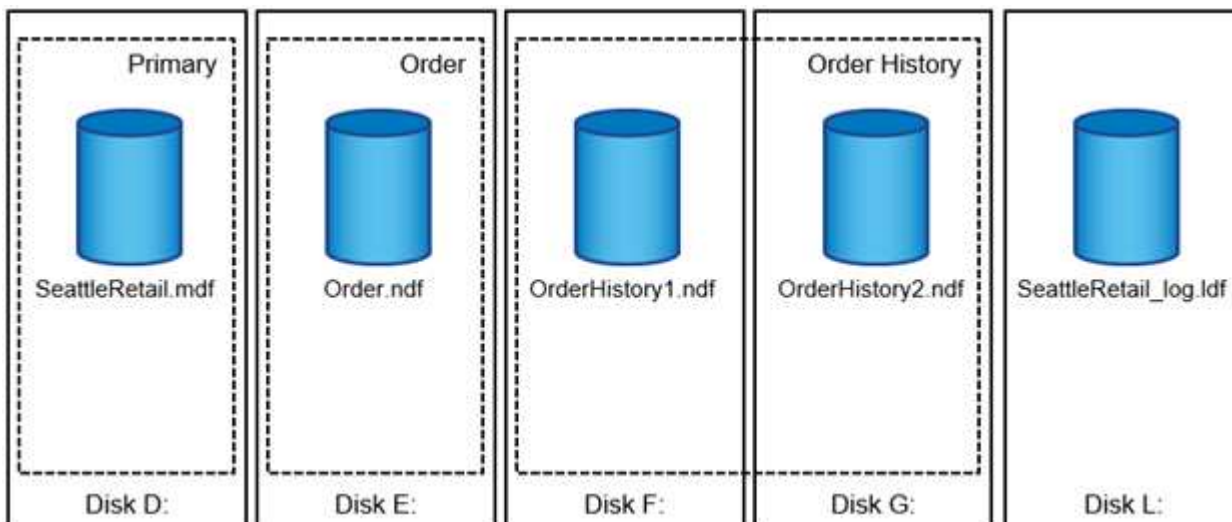 Primary
Order
Order History
SeattleRetail.mdf
Order.ndf
OrderHistory1.ndf
OrderHistory2.ndf
SeattleRetail_log.ldf
Disk D:
Disk E:
Disk F:
Disk G:
Disk L: